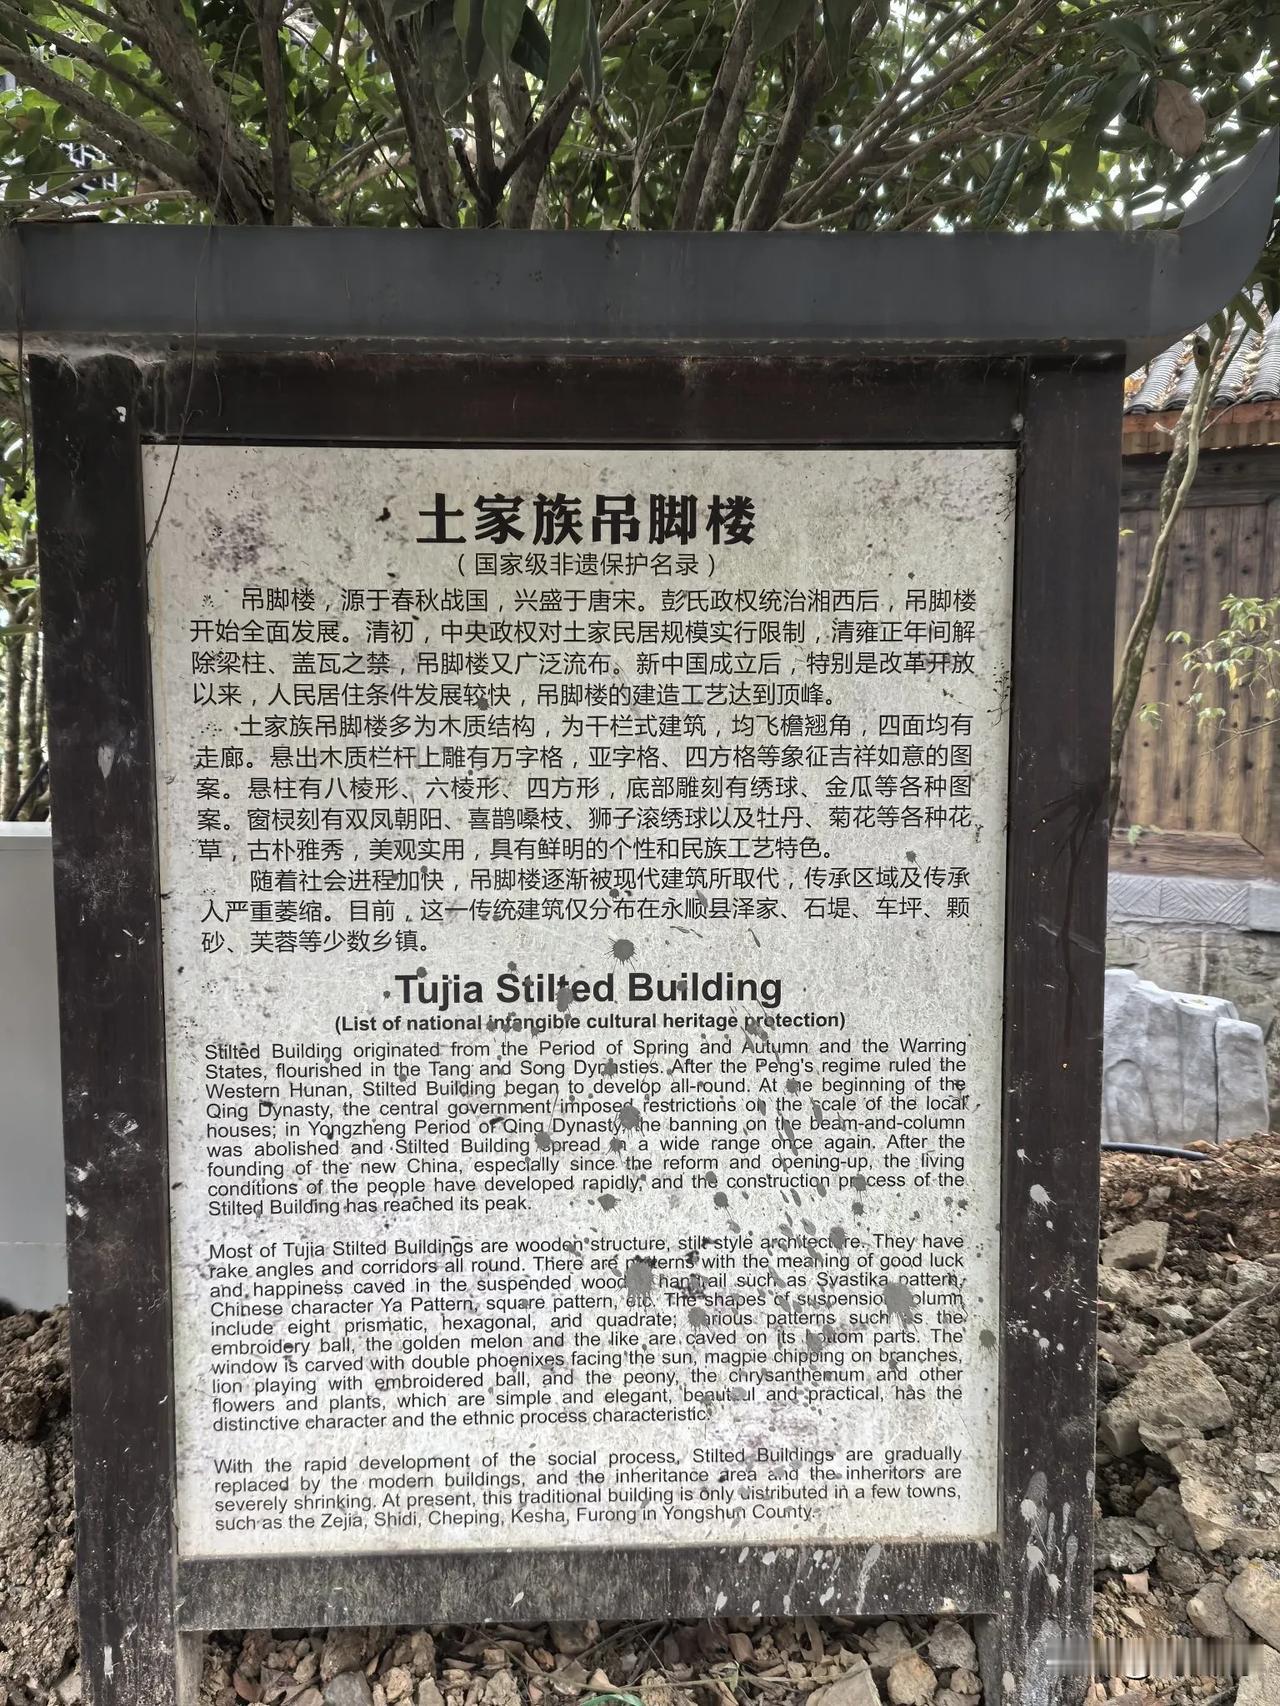 土家族吊脚楼
（国家级非遗保护名录）
吊脚楼，源于春秋战国，兴盛于唐宋。彭氏政权统治湘西后，吊脚楼
开始全面发展。清初，中央政权对土家民居规模实行限制，清雍正年间解
除梁柱、盖瓦之禁，吊脚楼又广泛流布。新中国成立后，特别是改革开放
以来，人民居住条件发展较快，吊脚楼的建造工艺达到顶峰。
土家族吊脚楼多为木质结构，为干栏式建筑，均飞檐翘角，四面均有
走廊。悬出木质栏杆上雕有万字格，亚字格、四方格等象征吉祥如意的图
案。悬柱有八棱形、六棱形、四方形，底部雕刻有绣球、金瓜等各种图
案。窗棂刻有双凤朝阳、喜鹊嗓枝、狮子滚绣球以及牡丹、菊花等各种花
草，古朴雅秀，美观实用，具有鲜明的个性和民族工艺特色。
随着社会进程加快，吊脚楼逐渐被现代建筑所取代，传承区域及传承
人严重萎缩。目前，这一传统建筑仅分布在永顺县泽家、石堤、车坪、颗
砂、芙蓉等少数乡镇。
Tujia Stilted Building
(List of national intangible cultural heritage protection)
Stilted Building originated from the Period of Spring and Autumn and the Warring
States, flourished in the Tang and Song Dynasties. After the Peng's regime ruled the
Western Hunan, Stilted Building began to develop all-round. At the beginning of the
Qing Dynasty, the central government imposed restrictions on the scale of the local
houses; in Yongzheng Period of Qing Dynasty, the banning on the beam-and-column
was abolished and Stilted Building spread in a wide range once again. After the
founding of the new China, especially since the reform and opening-up, the living
conditions of the people have developed rapidly, and the construction process of the
Stilted Building has reached its peak.
Most of Tujia Stilted Buildings are wooden structure, stilt style architecture. They have
rake angles and corridors all round. There are patterns with the meaning of good luck
and happiness caved in the suspended wood handrail such as Svastika pattern,
Chinese character Ya Pattern, square pattern, etc. The shapes of suspension column
include eight prismatic, hexagonal, and quadrate; various patterns such as the
embroidery ball, the golden melon and the like are caved on its bottom parts. The
window is carved with double phoenixes facing the sun, magpie chipping on branches,
lion playing with embroidered ball, and the peony, the chrysanthemum and other
flowers and plants, which are simple and elegant, beautiful and practical, has the
distinctive character and the ethnic process characteristic.
With the rapid development of the social process, Stilted Buildings are gradually
replaced by the modern buildings, and the inheritance area and the inheritors are
severely shrinking. At present, this traditional building is only distributed in a few towns,
such as the Zejia, Shidi, Cheping, Kesha, Furong in Yongshun County.